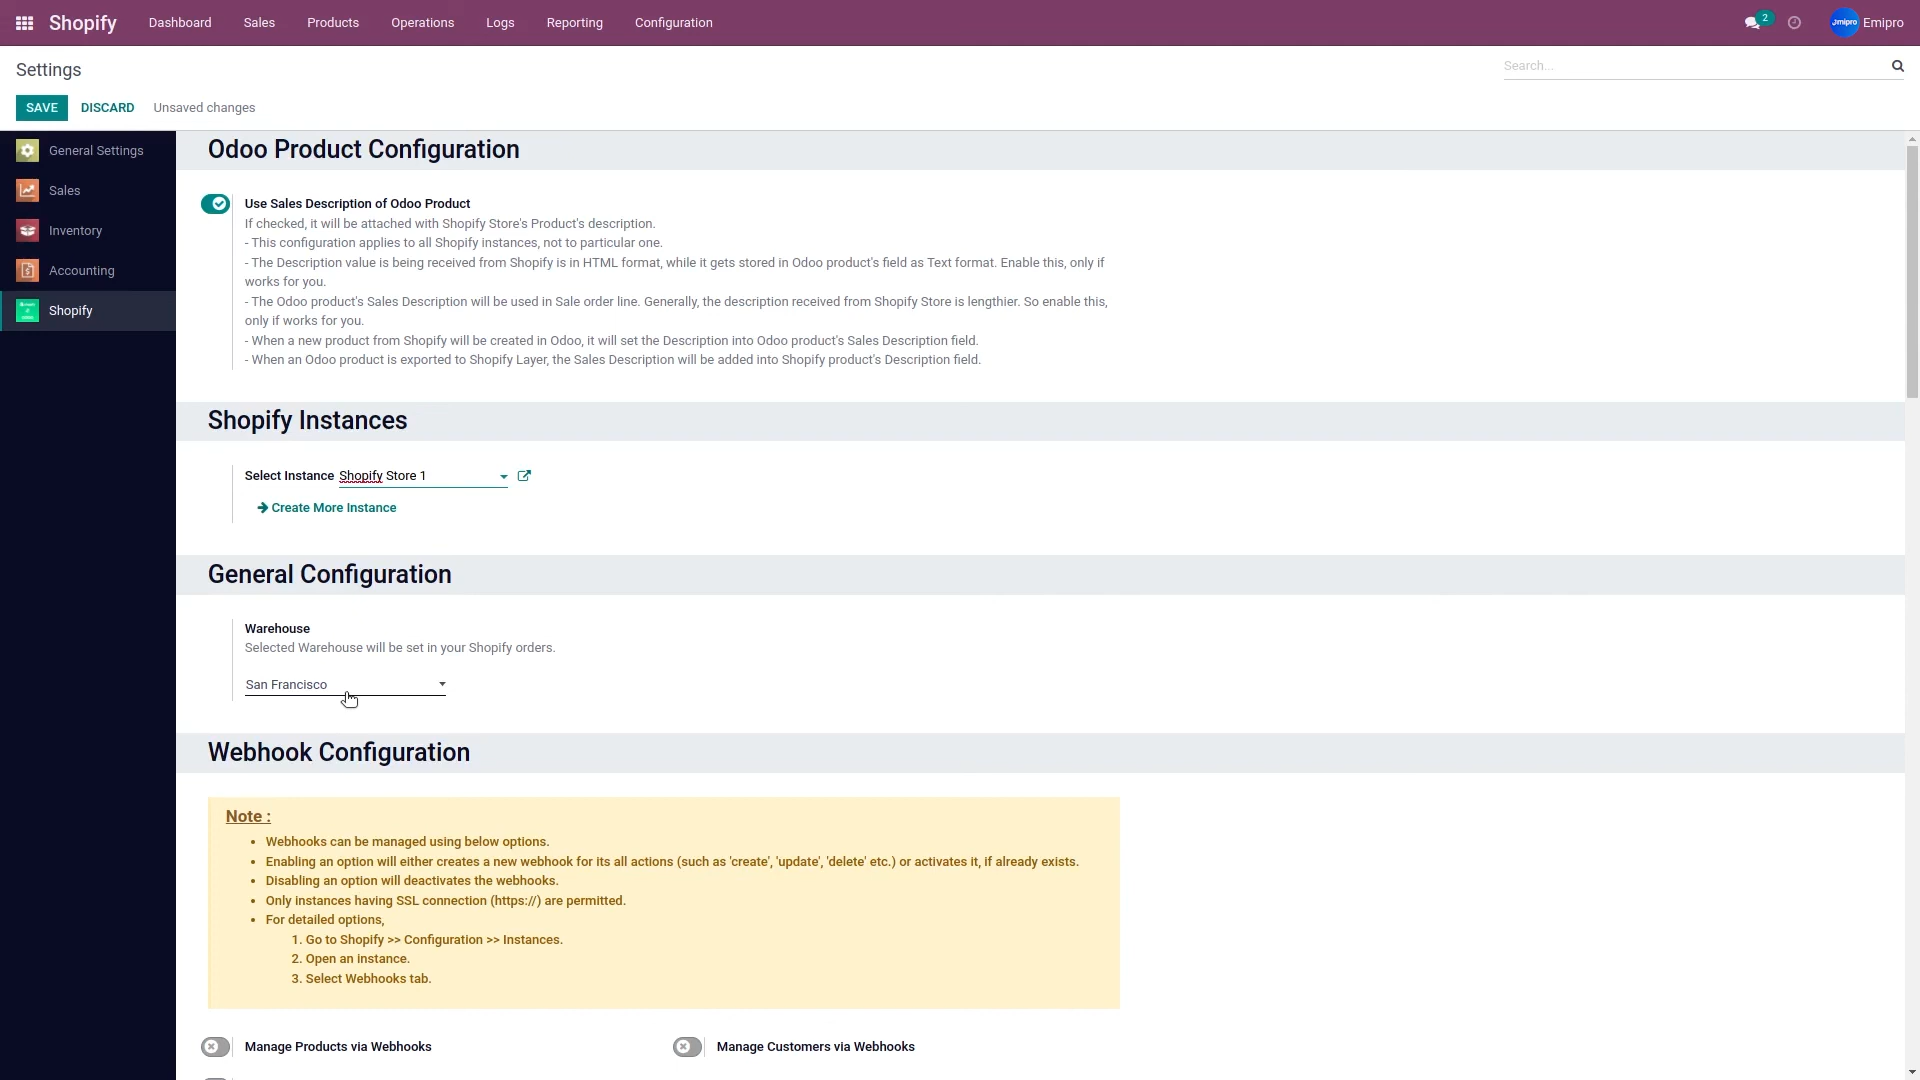 Shopify Dashboard Sales Products Operations Logs Reporting Configuration 2 Jmipro Emipro
Settings
Search...
SAVE DISCARD Unsaved changes
General Settings
Sales
Inventory
Accounting
Shopify
Odoo Product Configuration
Use Sales Description of Odoo Product
If checked, it will be attached with Shopify Store's Product's description.
- This configuration applies to all Shopify instances, not to particular one.
- The Description value is being received from Shopify is in HTML format, while it gets stored in Odoo product's field as Text format. Enable this, only if
works for you.
- The Odoo product's Sales Description will be used in Sale order line. Generally, the description received from Shopify Store is lengthier. So enable this,
only if works for you.
- When a new product from Shopify will be created in Odoo, it will set the Description into Odoo product's Sales Description field.
- When an Odoo product is exported to Shopify Layer, the Sales Description will be added into Shopify product's Description field.
Shopify Instances
Select Instance Shopify Store 1
Create More Instance
General Configuration
Warehouse
Selected Warehouse will be set in your Shopify orders.
San Francisco
Webhook Configuration
Note :
• Webhooks can be managed using below options.
• Enabling an option will either creates a new webhook for its all actions (such as 'create', 'update', 'delete' etc.) or activates it, if already exists.
• Disabling an option will deactivates the webhooks.
• Only instances having SSL connection (https://) are permitted.
• For detailed options,
1. Go to Shopify >> Configuration >> Instances.
2. Open an instance.
3. Select Webhooks tab.
Manage Products via Webhooks Manage Customers via Webhooks